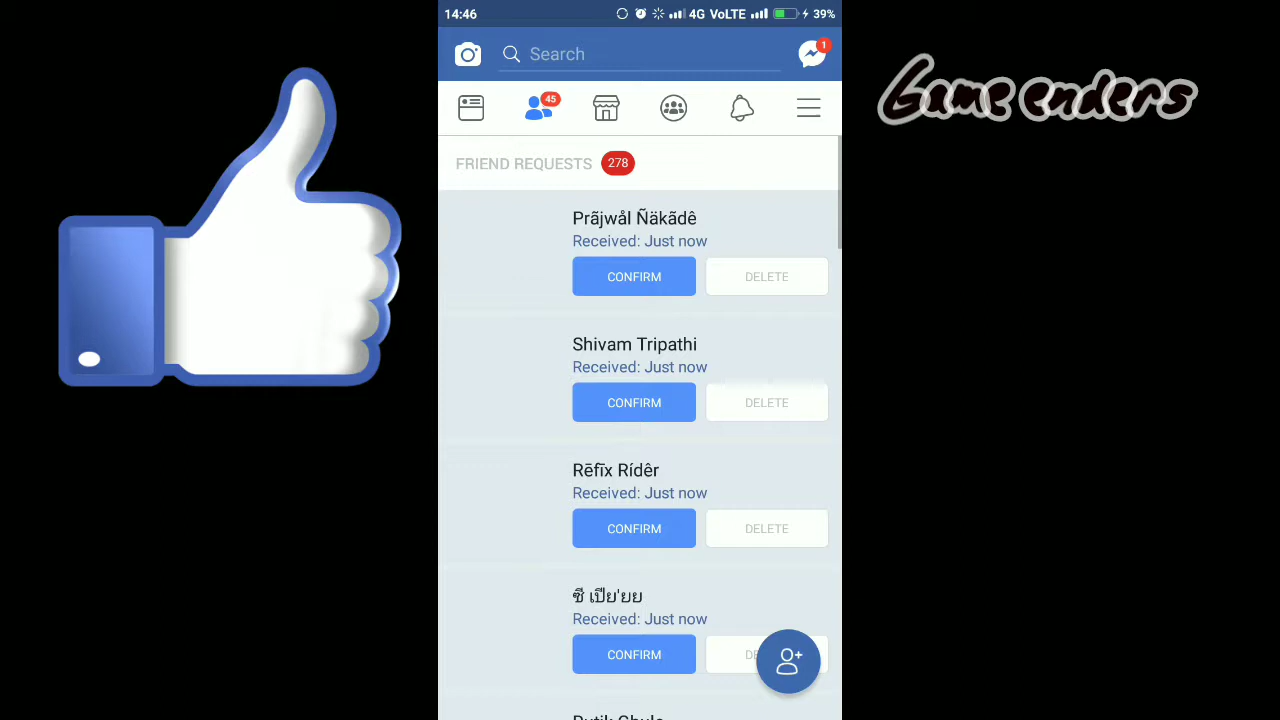 14:46 4G VoLTE 39%
Search 1
45
FRIEND REQUESTS 278
Prãjwål Ñäkãdê
Received: Just now
CONFIRM DELETE
Shivam Tripathi
Received: Just now
CONFIRM DELETE
Rēfīx Rídêr
Received: Just now
CONFIRM DELETE
ซี เปีย'ยย
Received: Just now
CONFIRM
Game enders